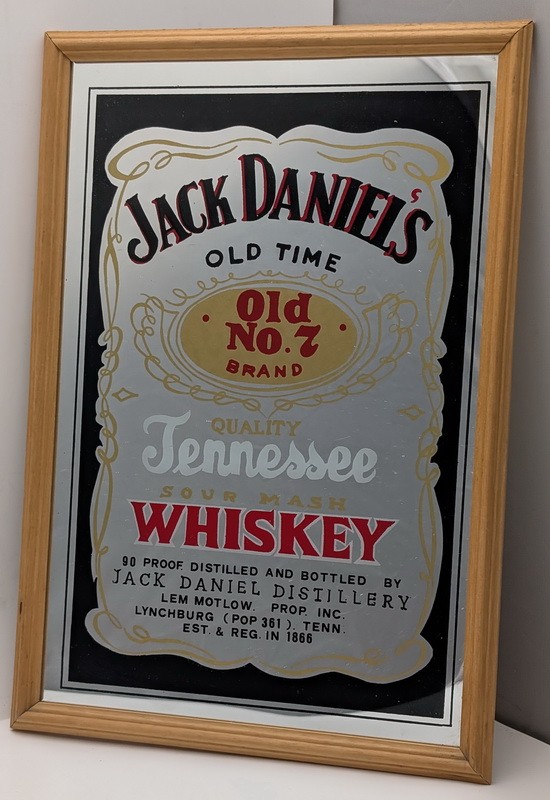 JACK DANIEL'S
OLD TIME
Old
No. 7
BRAND
QUALITY
Tennessee
SOUR MASH
WHISKEY
90 PROOF. DISTILLED AND BOTTLED BY
JACK DANIEL DISTILLERY
LEM MOTLOW. PROP. INC.
LYNCHBURG (POP 361). TENN.
EST. & REG. IN 1866